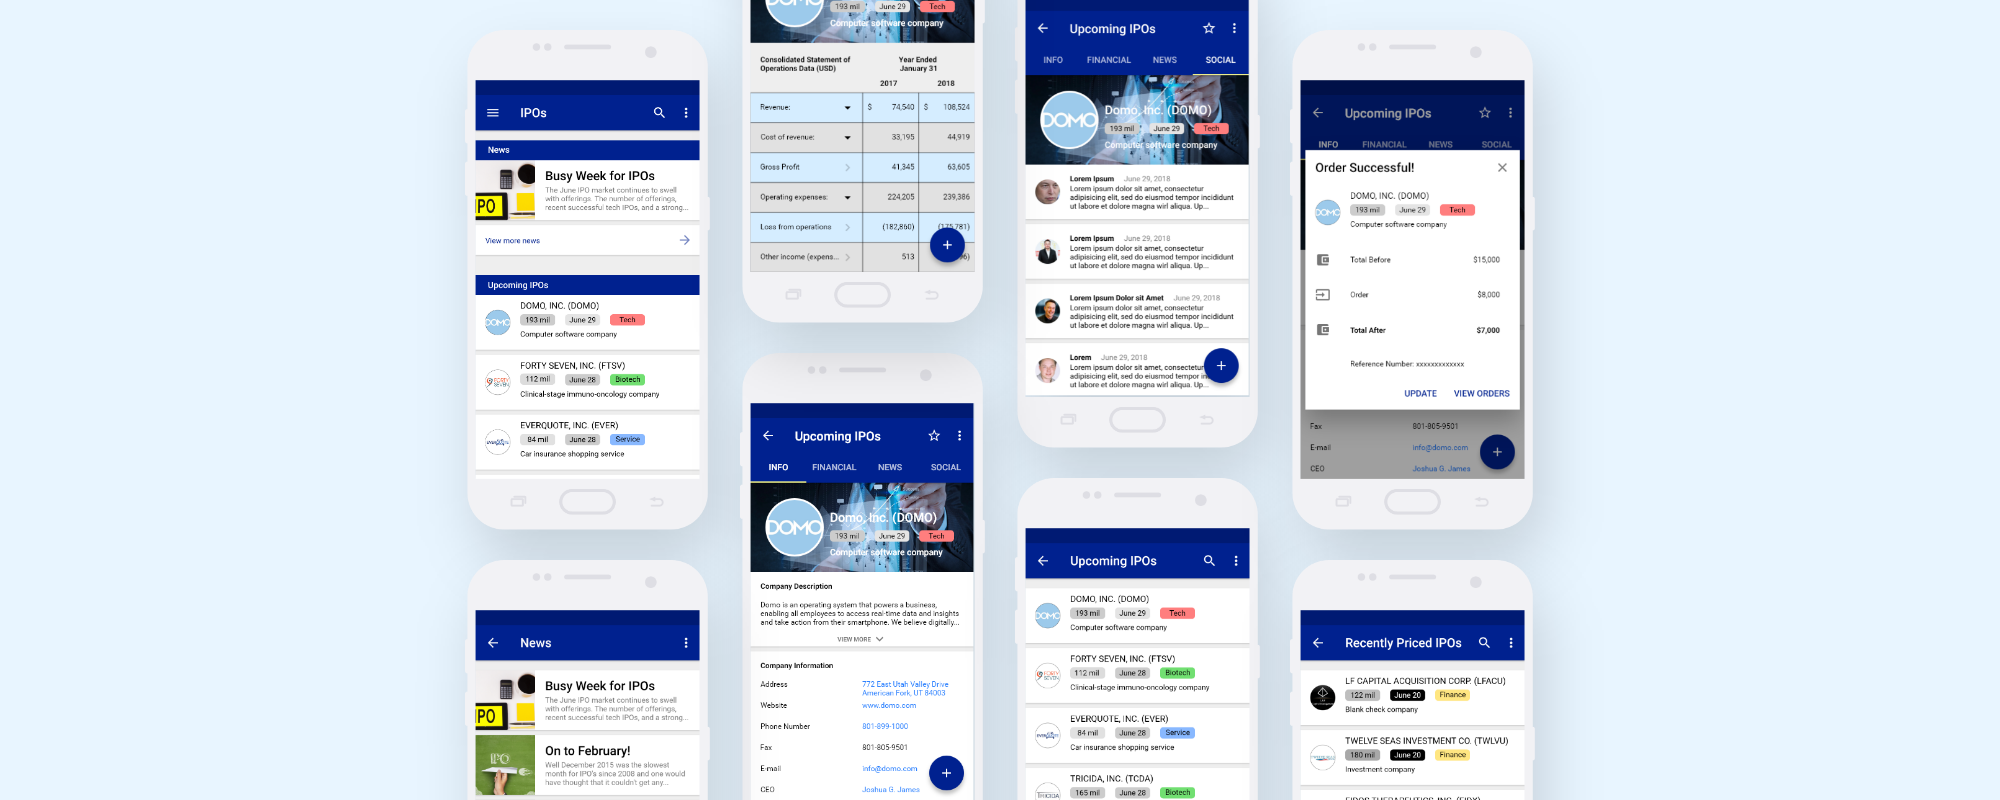 IPOs
News
IPO
Busy Week for IPOs
The June IPO market continues to swell
with offerings. The number of offerings,
recent successful tech IPOs, and a strong...
View more news
Upcoming IPOs
DOMO, INC. (DOMO)
DOMO
193 mil June 29 Tech
Computer software company
FORTY SEVEN, INC. (FTSV)
FORTY
SEVEN
112 mil June 28 Biotech
Clinical-stage immuno-oncology company
EVERQUOTE, INC. (EVER)
84 mil June 28 Service
Car insurance shopping service
News
IPO
Busy Week for IPOs
The June IPO market continues to swell
with offerings. The number of offerings,
recent successful tech IPOs, and a strong...
IPO
On to February!
Well December 2015 was the slowest
month for IPO's since 2008 and one would
have thought that it couldn't get any...
193 mil June 29 Tech
Computer software company
Consolidated Statement of
Operations Data (USD)
Year Ended
January 31
2017 2018
Revenue: $ 74,540 $ 108,524
Cost of revenue: 33,195 44,919
Gross Profit 41,345 63,605
Operating expenses: 224,205 239,386
Loss from operations (182,860) (175,781)
Other income (expens... 513
Upcoming IPOs
INFO FINANCIAL NEWS SOCIAL
DOMO
Domo, Inc. (DOMO)
193 mil June 29 Tech
Computer software company
Company Description
Domo is an operating system that powers a business,
enabling all employees to access real-time data and insights
and take action from their smartphone. We believe digitally...
VIEW MORE
Company Information
Address 772 East Utah Valley Drive
American Fork, UT 84003
Website www.domo.com
Phone Number 801-899-1000
Fax 801-805-9501
E-mail info@domo.com
CEO Joshua G. James
Upcoming IPOs
INFO FINANCIAL NEWS SOCIAL
DOMO
Domo, Inc. (DOMO)
193 mil June 29 Tech
Computer software company
Lorem Ipsum June 29, 2018
Lorem ipsum dolor sit amet, consectetur
adipisicing elit, sed do eiusmod tempor incididunt
ut labore et dolore magna wirl aliqua. Up...
Lorem Ipsum June 29, 2018
Lorem ipsum dolor sit amet, consectetur
adipisicing elit, sed do eiusmod tempor incididunt
ut labore et dolore magna wirl aliqua. Up...
Lorem Ipsum Dolor sit Amet June 29, 2018
Lorem ipsum dolor sit amet, consectetur
adipisicing elit, sed do eiusmod tempor incididunt
ut labore et dolore magna wirl aliqua. Up...
Lorem June 29, 2018
Lorem ipsum dolor sit amet, consectetur
adipisicing elit, sed do eiusmod tempor
ut labore et dolore magna wirl aliqua. Up...
Upcoming IPOs
DOMO, INC. (DOMO)
DOMO
193 mil June 29 Tech
Computer software company
FORTY SEVEN, INC. (FTSV)
FORTY
SEVEN
112 mil June 28 Biotech
Clinical-stage immuno-oncology company
EVERQUOTE, INC. (EVER)
84 mil June 28 Service
Car insurance shopping service
TRICIDA, INC. (TCDA)
TRICIDA
165 mil June 28 Biotech
Upcoming IPOs
INFO FINANCIAL NEWS SOCIAL
Order Successful!
DOMO, INC. (DOMO)
DOMO
193 mil June 29 Tech
Computer software company
Total Before $15,000
Order $8,000
Total After $7,000
Reference Number: xxxxxxxxxxxxx
UPDATE VIEW ORDERS
Fax 801-805-9501
E-mail info@domo.com
CEO Joshua G. James
Recently Priced IPOs
LF CAPITAL ACQUISITION CORP. (LFACU)
122 mil June 20 Finance
Blank check company
TWELVE SEAS INVESTMENT CO. (TWLVU)
180 mil June 20 Finance
Investment company